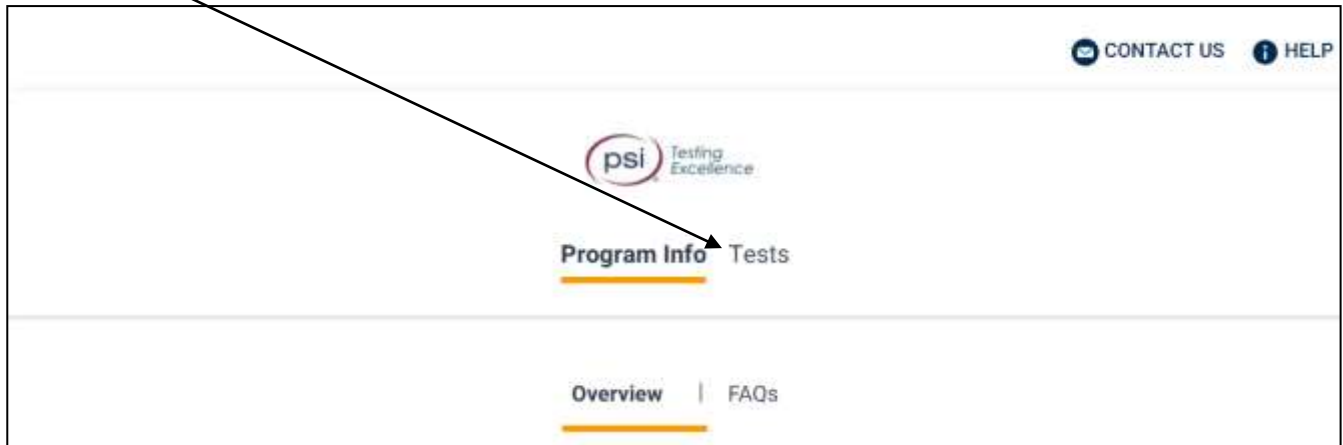 CONTACT US HELP
psi Testing
Excellence
Program Info Tests
Overview | FAQs